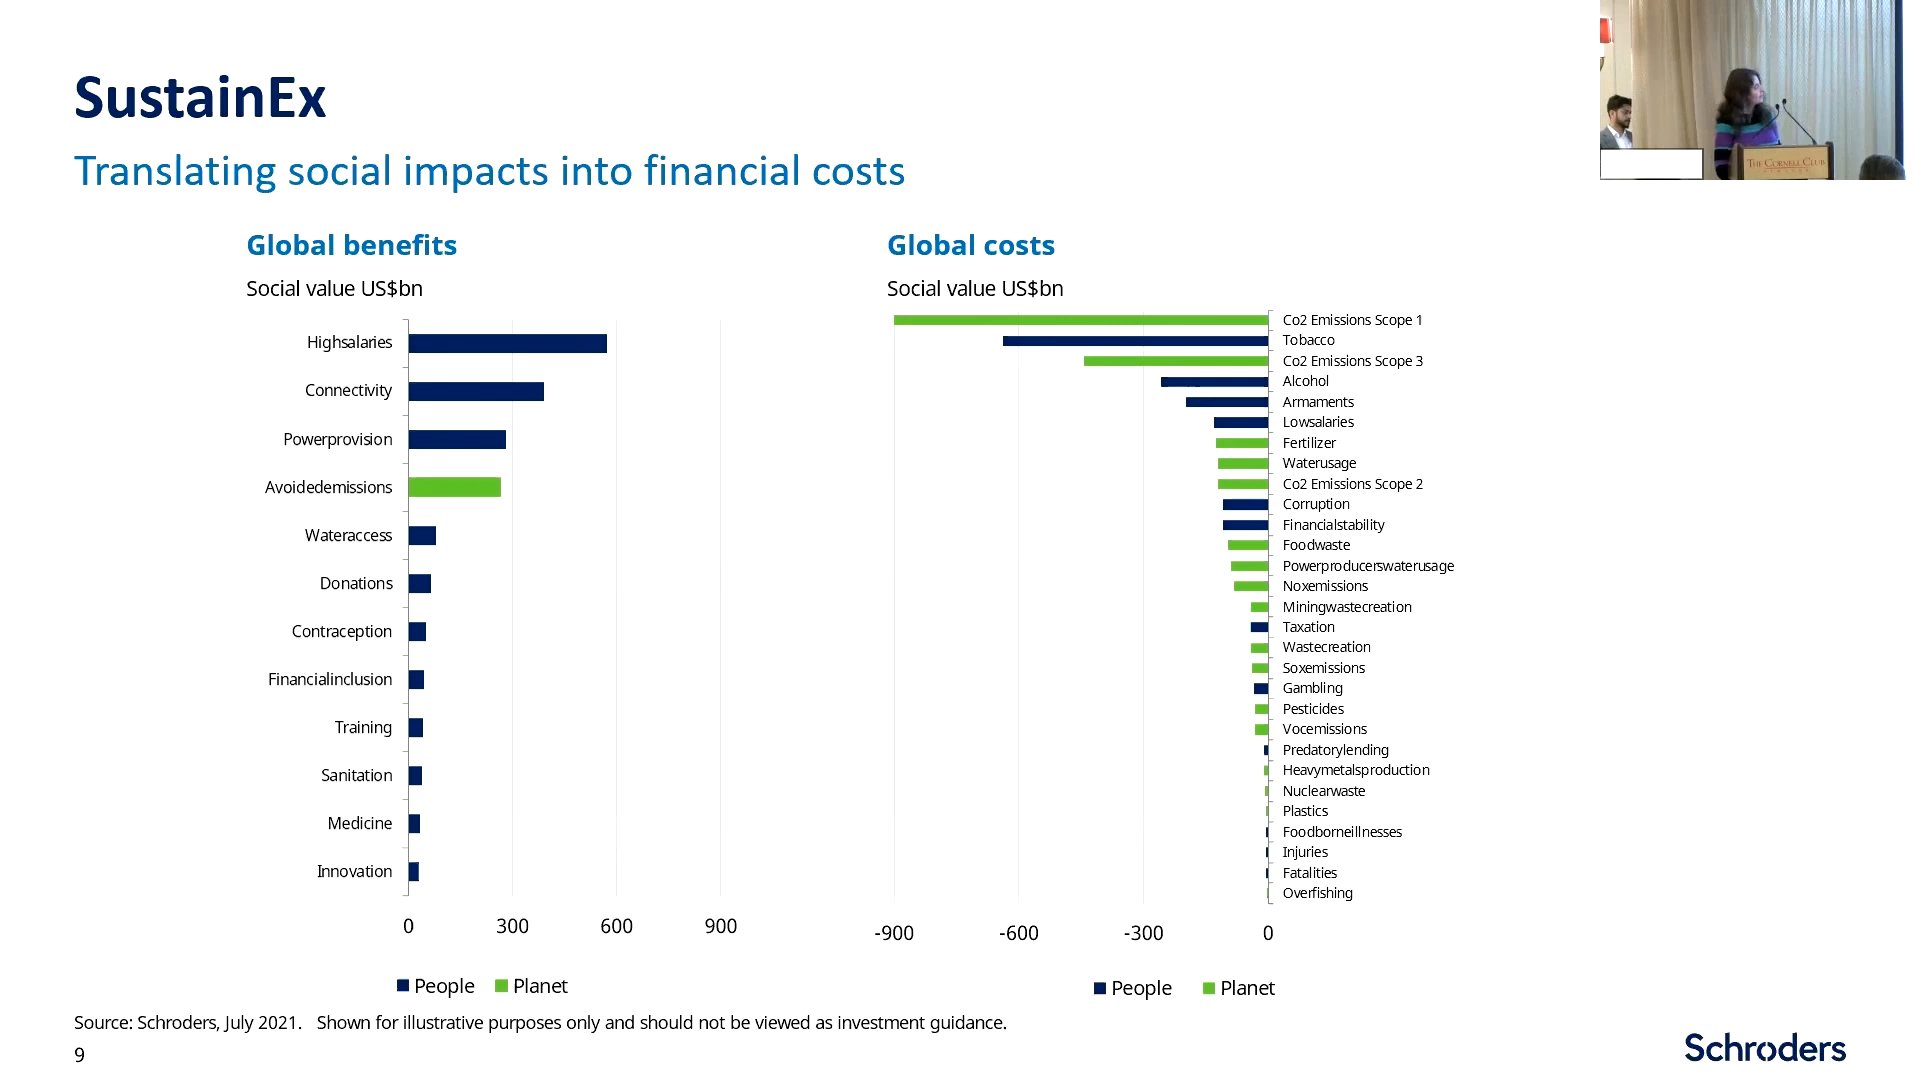 SustainEx
Translating social impacts into financial costs
Global benefits
Social value US$bn
Highsalaries
Connectivity
Powerprovision
Avoidedemissions
Wateraccess
Donations
Contraception
Financialinclusion
Training
Sanitation
Medicine
Innovation
0 300 600 900
People Planet
Global costs
Social value US$bn
Co2 Emissions Scope 1
Tobacco
Co2 Emissions Scope 3
Alcohol
Armaments
Lowsalaries
Fertilizer
Waterusage
Co2 Emissions Scope 2
Corruption
Financialstability
Foodwaste
Powerproducerswaterusage
Noxemissions
Miningwastecreation
Taxation
Wastecreation
Soxemissions
Gambling
Pesticides
Vocemissions
Predatorylending
Heavymetalsproduction
Nuclearwaste
Plastics
Foodborneillnesses
Injuries
Fatalities
Overfishing
-900 -600 -300 0
People Planet
Source: Schroders, July 2021. Shown for illustrative purposes only and should not be viewed as investment guidance.
9
Schroders
THE CORNELL CLUB